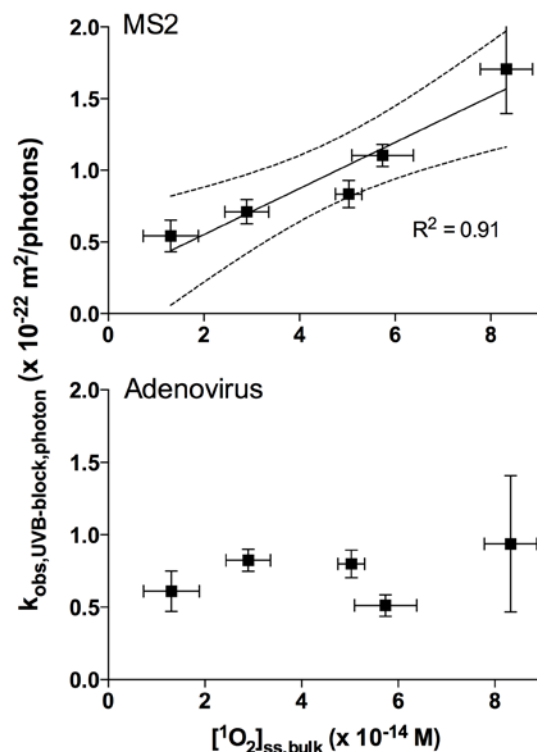 MS2
2.0
1.5
1.0
0.5
0.0
R² = 0.91
0 2 4 6 8
k_obs,UVB-block,photon (x 10⁻²² m²/photons)
Adenovirus
2.0
1.5
1.0
0.5
0.0
0 2 4 6 8
[¹O₂]ss,bulk (x 10⁻¹⁴ M)